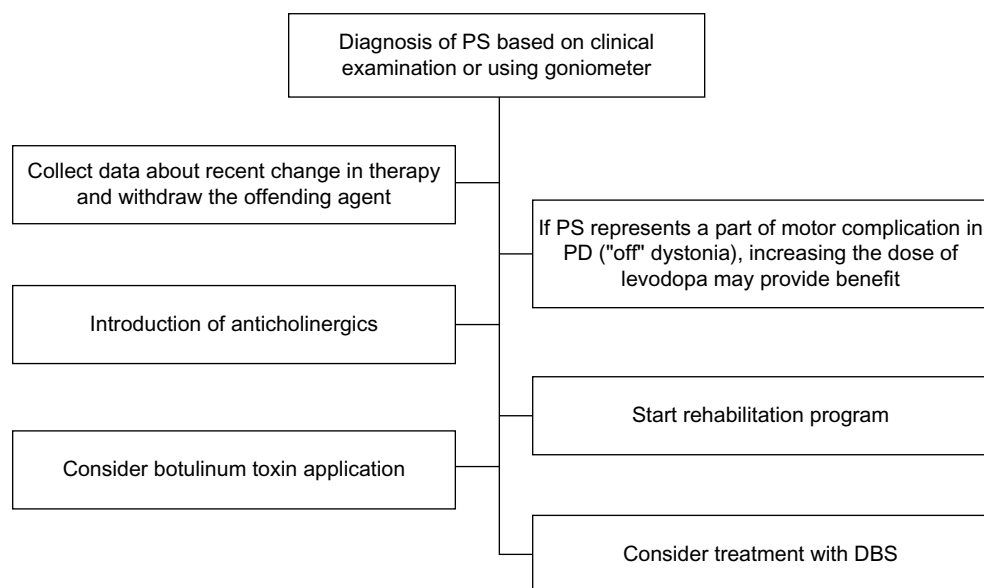 Diagnosis of PS based on clinical
examination or using goniometer
Collect data about recent change in therapy
and withdraw the offending agent
If PS represents a part of motor complication in
PD ("off" dystonia), increasing the dose of
levodopa may provide benefit
Introduction of anticholinergics
Start rehabilitation program
Consider botulinum toxin application
Consider treatment with DBS